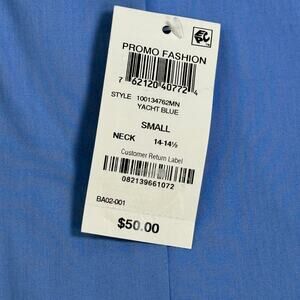 PROMO FASHION
7 62120 40772 4
STYLE 100134762MN
YACHT BLUE
SMALL
NECK 14-14½
Customer Return Label
082139661072
BA02-001
$50.00